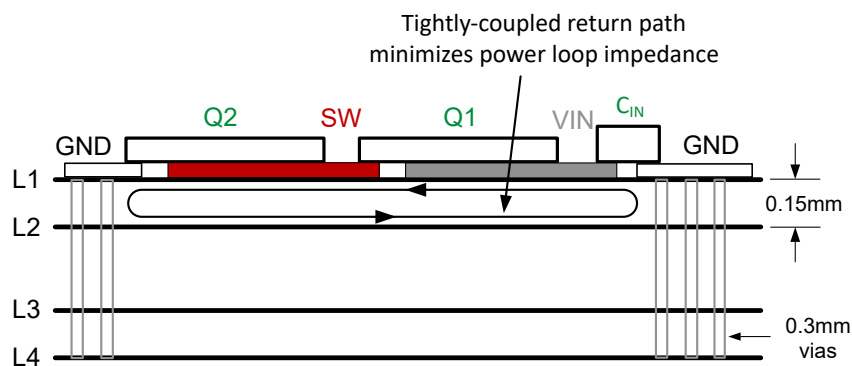 Tightly-coupled return path
minimizes power loop impedance
Q2
SW
Q1
VIN
CIN
GND
GND
L1
0.15mm
L2
L3
0.3mm
vias
L4